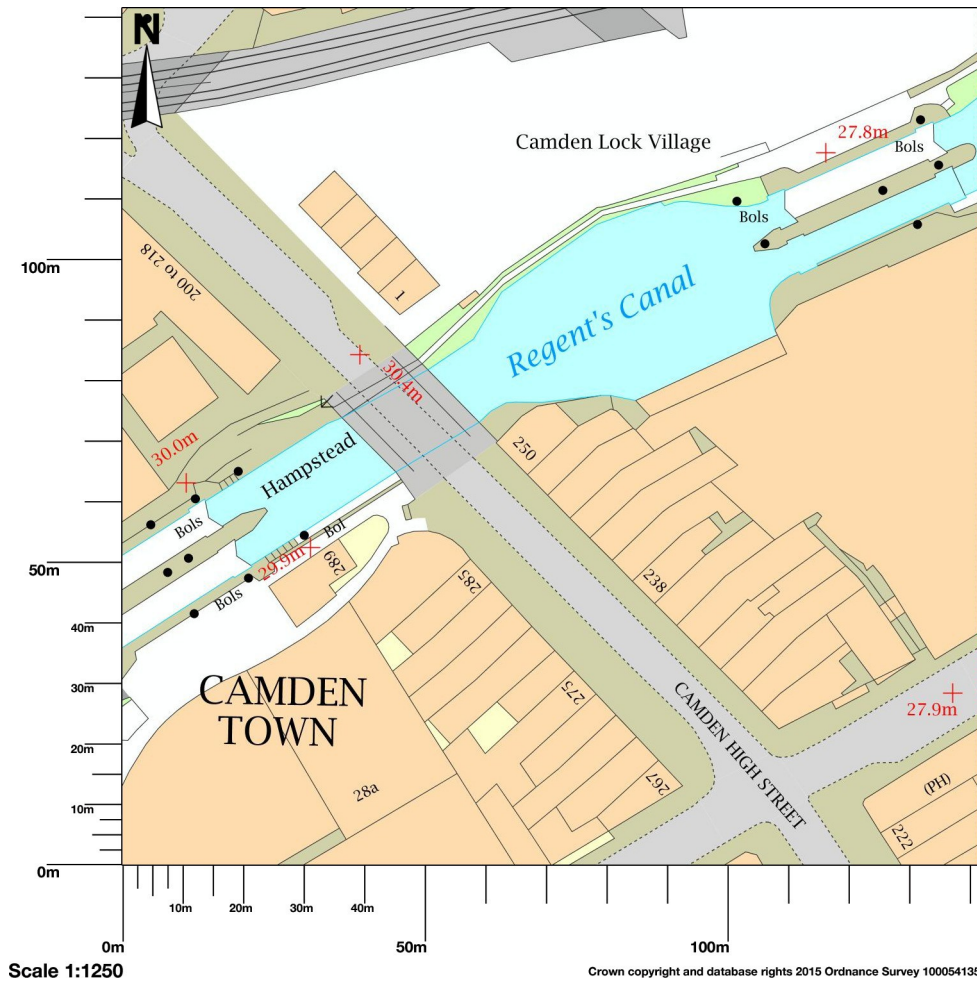 N
Camden Lock Village
27.8m
Bols
Bols
100m
200 to 218
1
Regent's Canal
30.4m
30.0m
Hampstead
250
Bols
Bol
50m
29.9m
289
285
238
Bols
40m
30m
CAMDEN
TOWN
275
CAMDEN HIGH STREET
27.9m
20m
28a
267
(PH)
10m
222
0m
10m
20m
30m
40m
0m
50m
100m
Scale 1:1250
Crown copyright and database rights 2015 Ordnance Survey 100054135